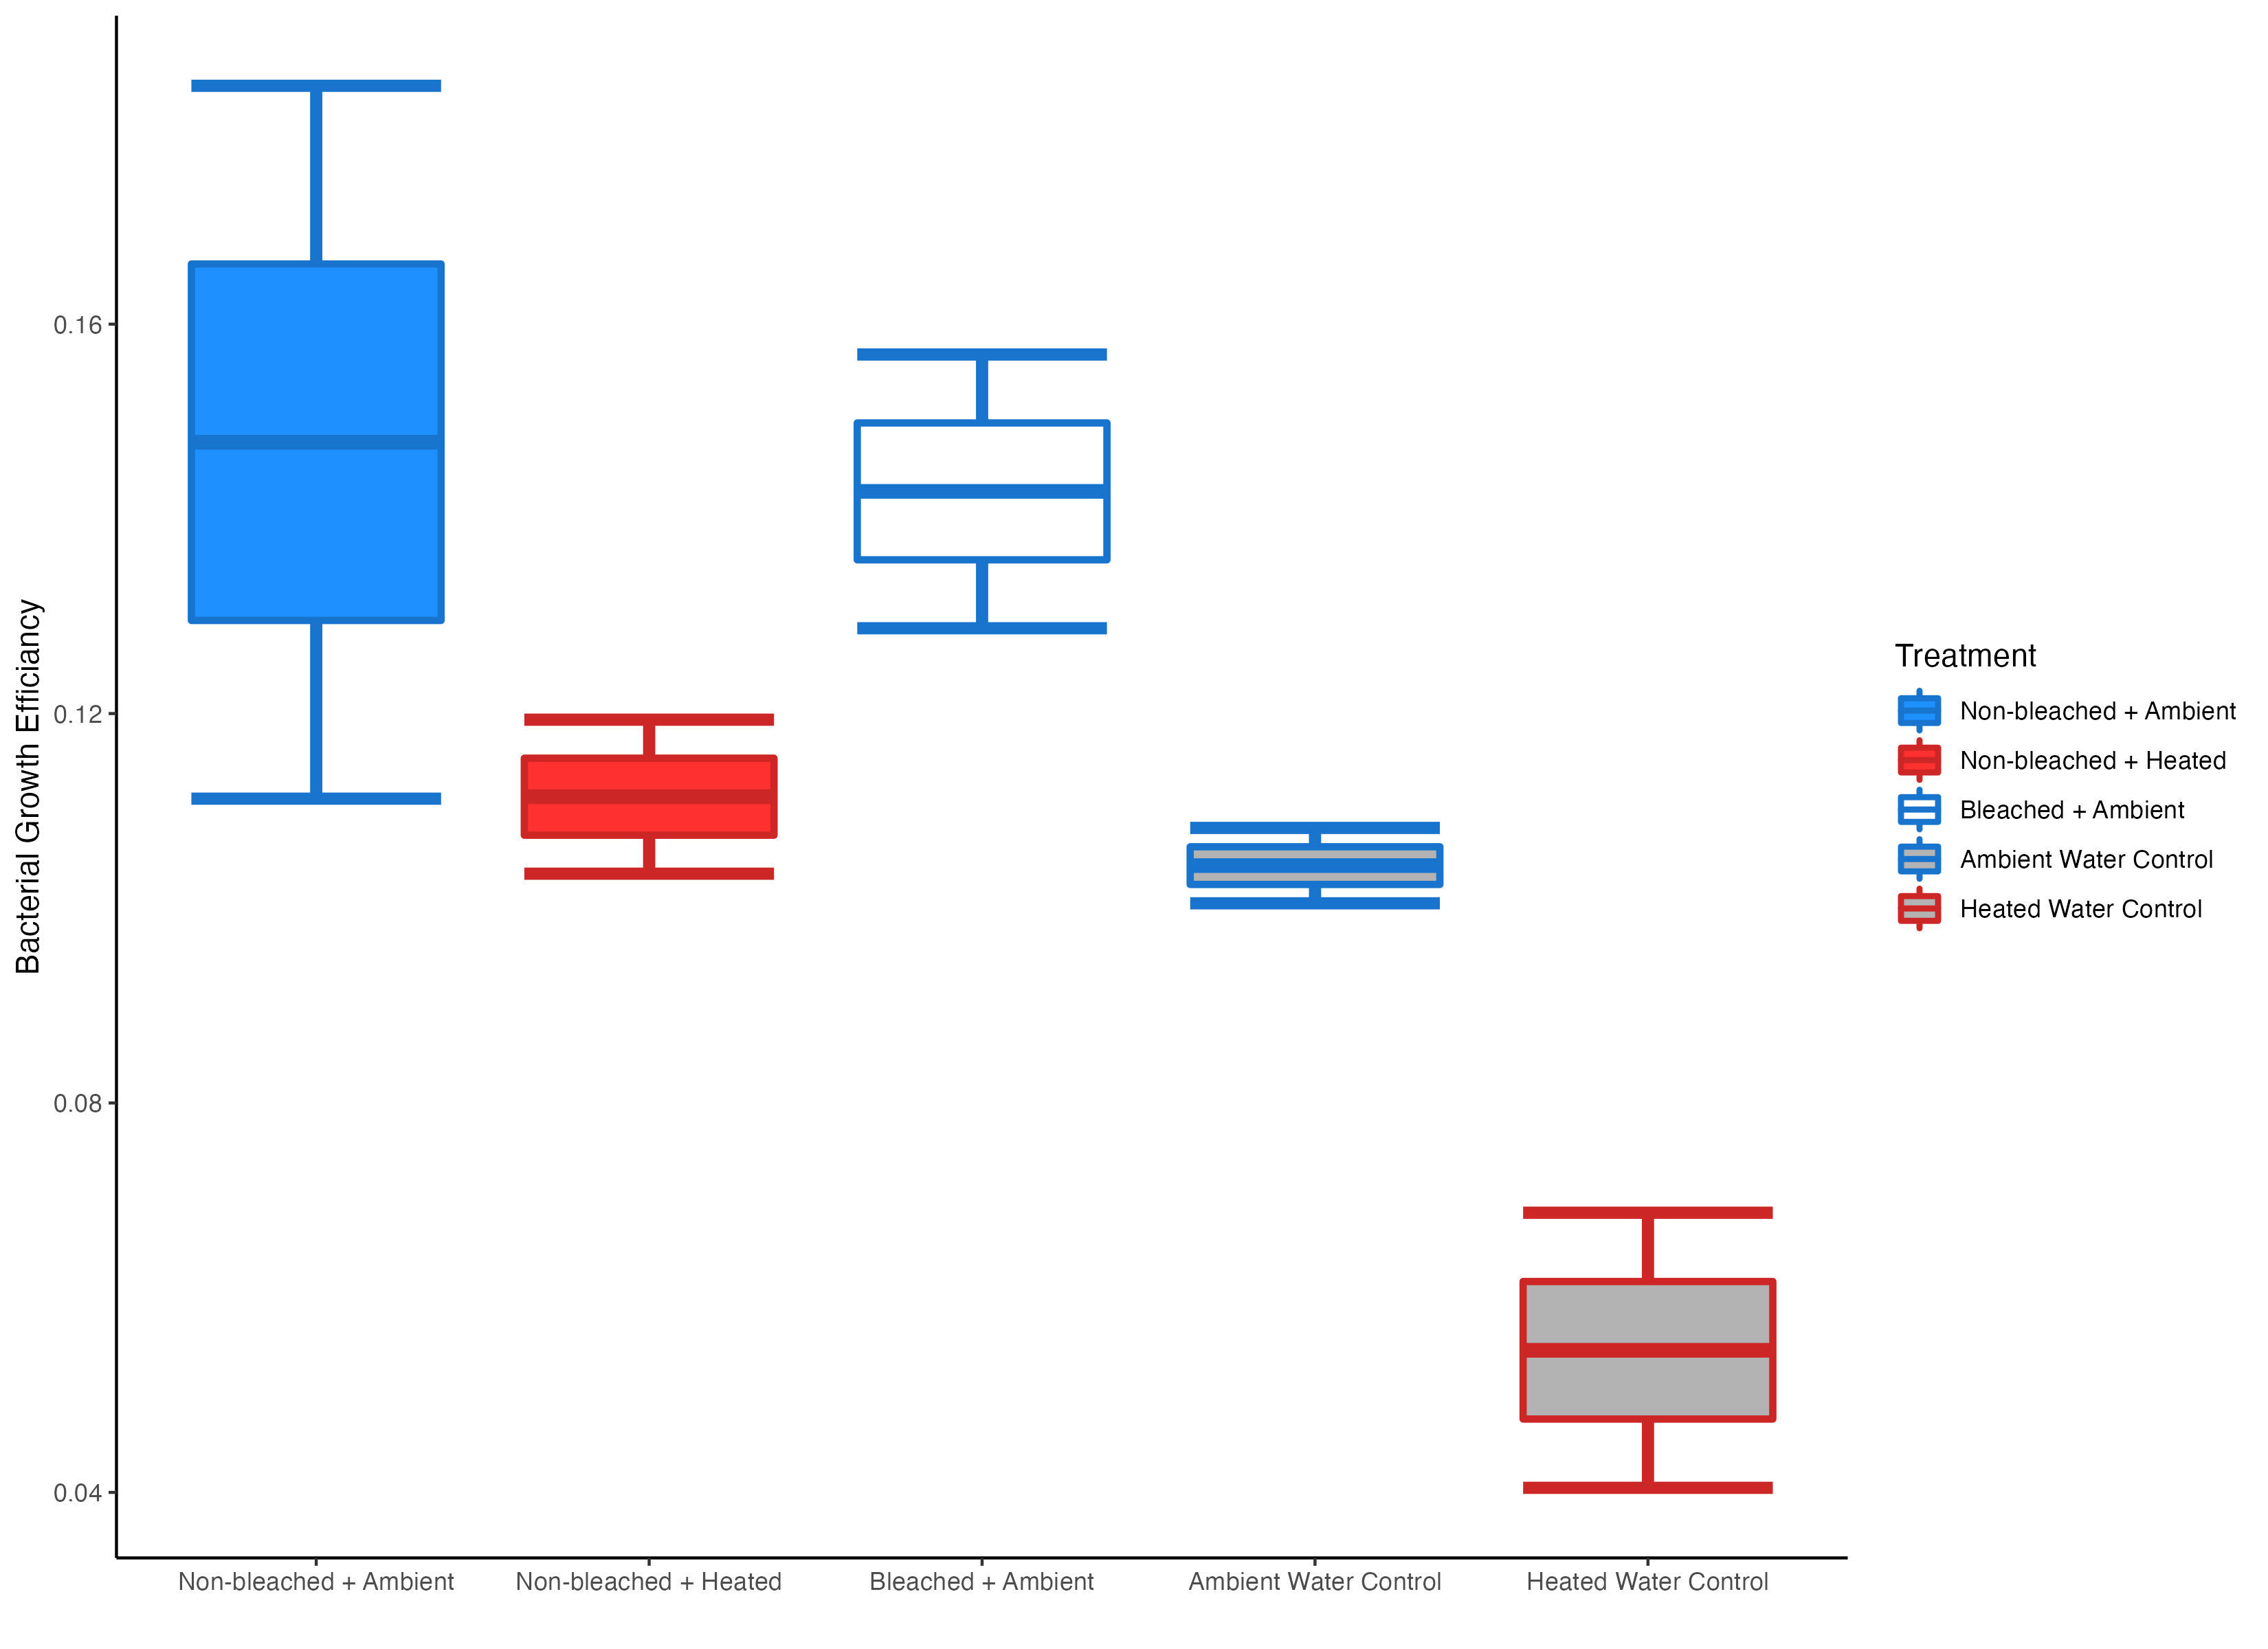 Bacterial Growth Efficiancy
0.16
0.12
0.08
0.04
Non-bleached + Ambient
Non-bleached + Heated
Bleached + Ambient
Ambient Water Control
Heated Water Control
Treatment
Non-bleached + Ambient
Non-bleached + Heated
Bleached + Ambient
Ambient Water Control
Heated Water Control